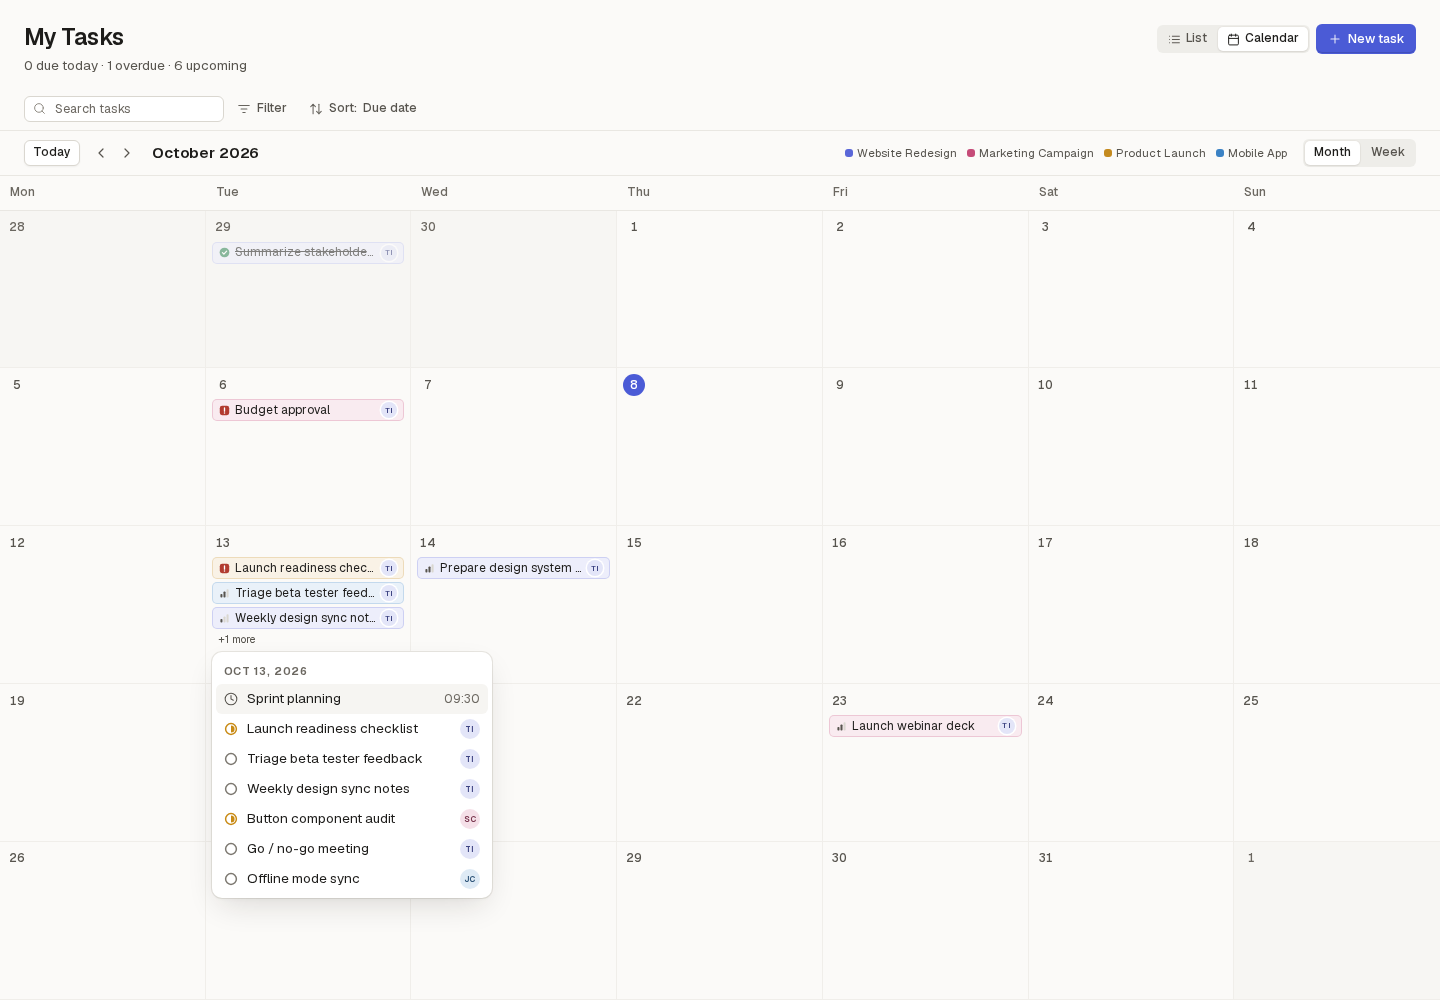 My Tasks
List
Calendar
New task
0 due today · 1 overdue · 6 upcoming
Search tasks
Filter
Sort: Due date
Today
October 2026
Website Redesign
Marketing Campaign
Product Launch
Mobile App
Month
Week
Mon
Tue
Wed
Thu
Fri
Sat
Sun
28
29
30
1
2
3
4
Summarize stakeholde... TI
5
6
7
8
9
10
11
Budget approval TI
12
13
14
15
16
17
18
Launch readiness chec... TI
Prepare design system ... TI
Triage beta tester feed... TI
Weekly design sync not... TI
+1 more
OCT 13, 2026
Sprint planning 09:30
Launch readiness checklist TI
Triage beta tester feedback TI
Weekly design sync notes TI
Button component audit SC
Go / no-go meeting TI
Offline mode sync JC
19
22
23
24
25
Launch webinar deck TI
26
29
30
31
1